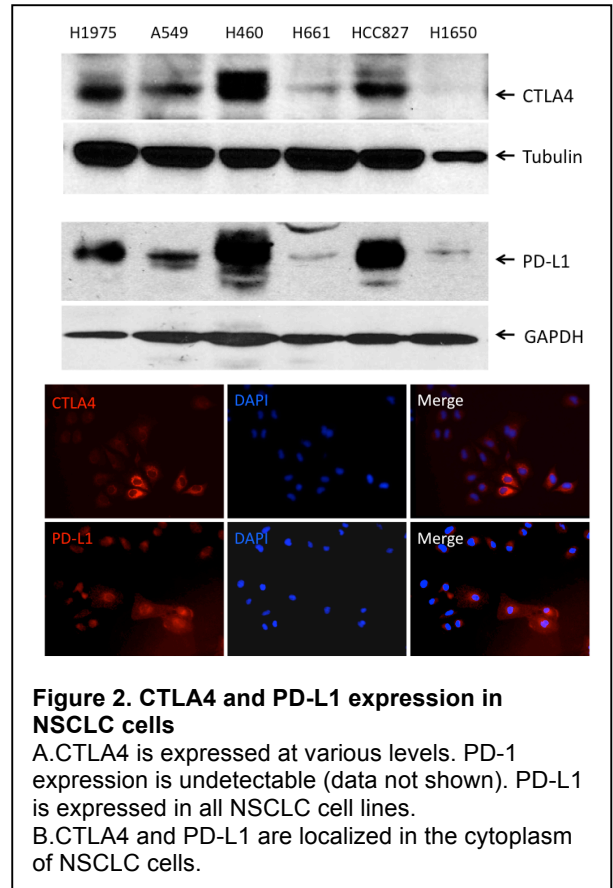 H1975 A549 H460 H661 HCC827 H1650
← CTLA4
← Tubulin
← PD-L1
← GAPDH
CTLA4 DAPI Merge
PD-L1 DAPI Merge
Figure 2. CTLA4 and PD-L1 expression in
NSCLC cells
A.CTLA4 is expressed at various levels. PD-1
expression is undetectable (data not shown). PD-L1
is expressed in all NSCLC cell lines.
B.CTLA4 and PD-L1 are localized in the cytoplasm
of NSCLC cells.